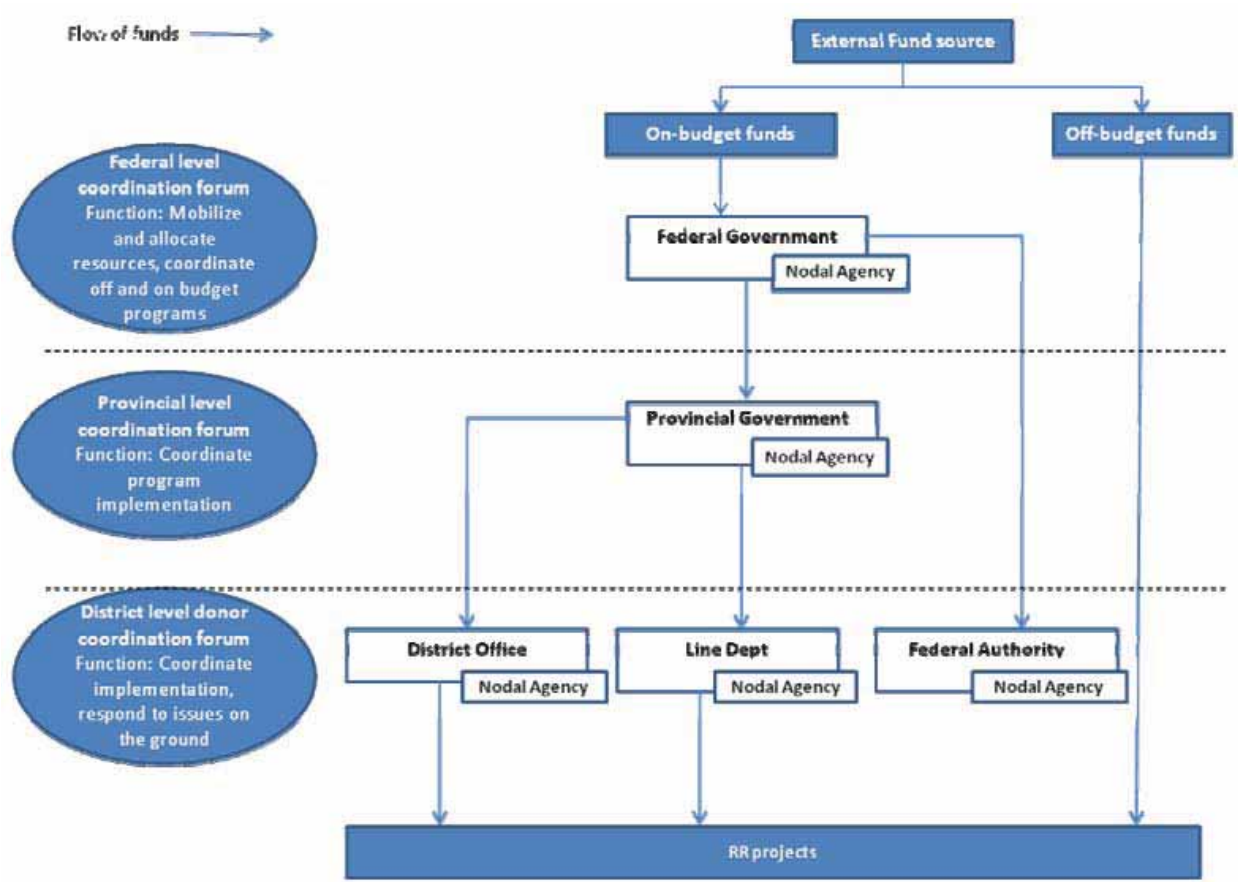 Flow of funds
External Fund source
On-budget funds
Off-budget funds
Federal level
coordination forum
Function: Mobilize
and allocate
resources, coordinate
off and on budget
programs
Federal Government
Nodal Agency
Provincial level
coordination forum
Function: Coordinate
program
implementation
Provincial Government
Nodal Agency
District level donor
coordination forum
Function: Coordinate
implementation,
respond to issues on
the ground
District Office
Nodal Agency
Line Dept
Nodal Agency
Federal Authority
Nodal Agency
RR projects